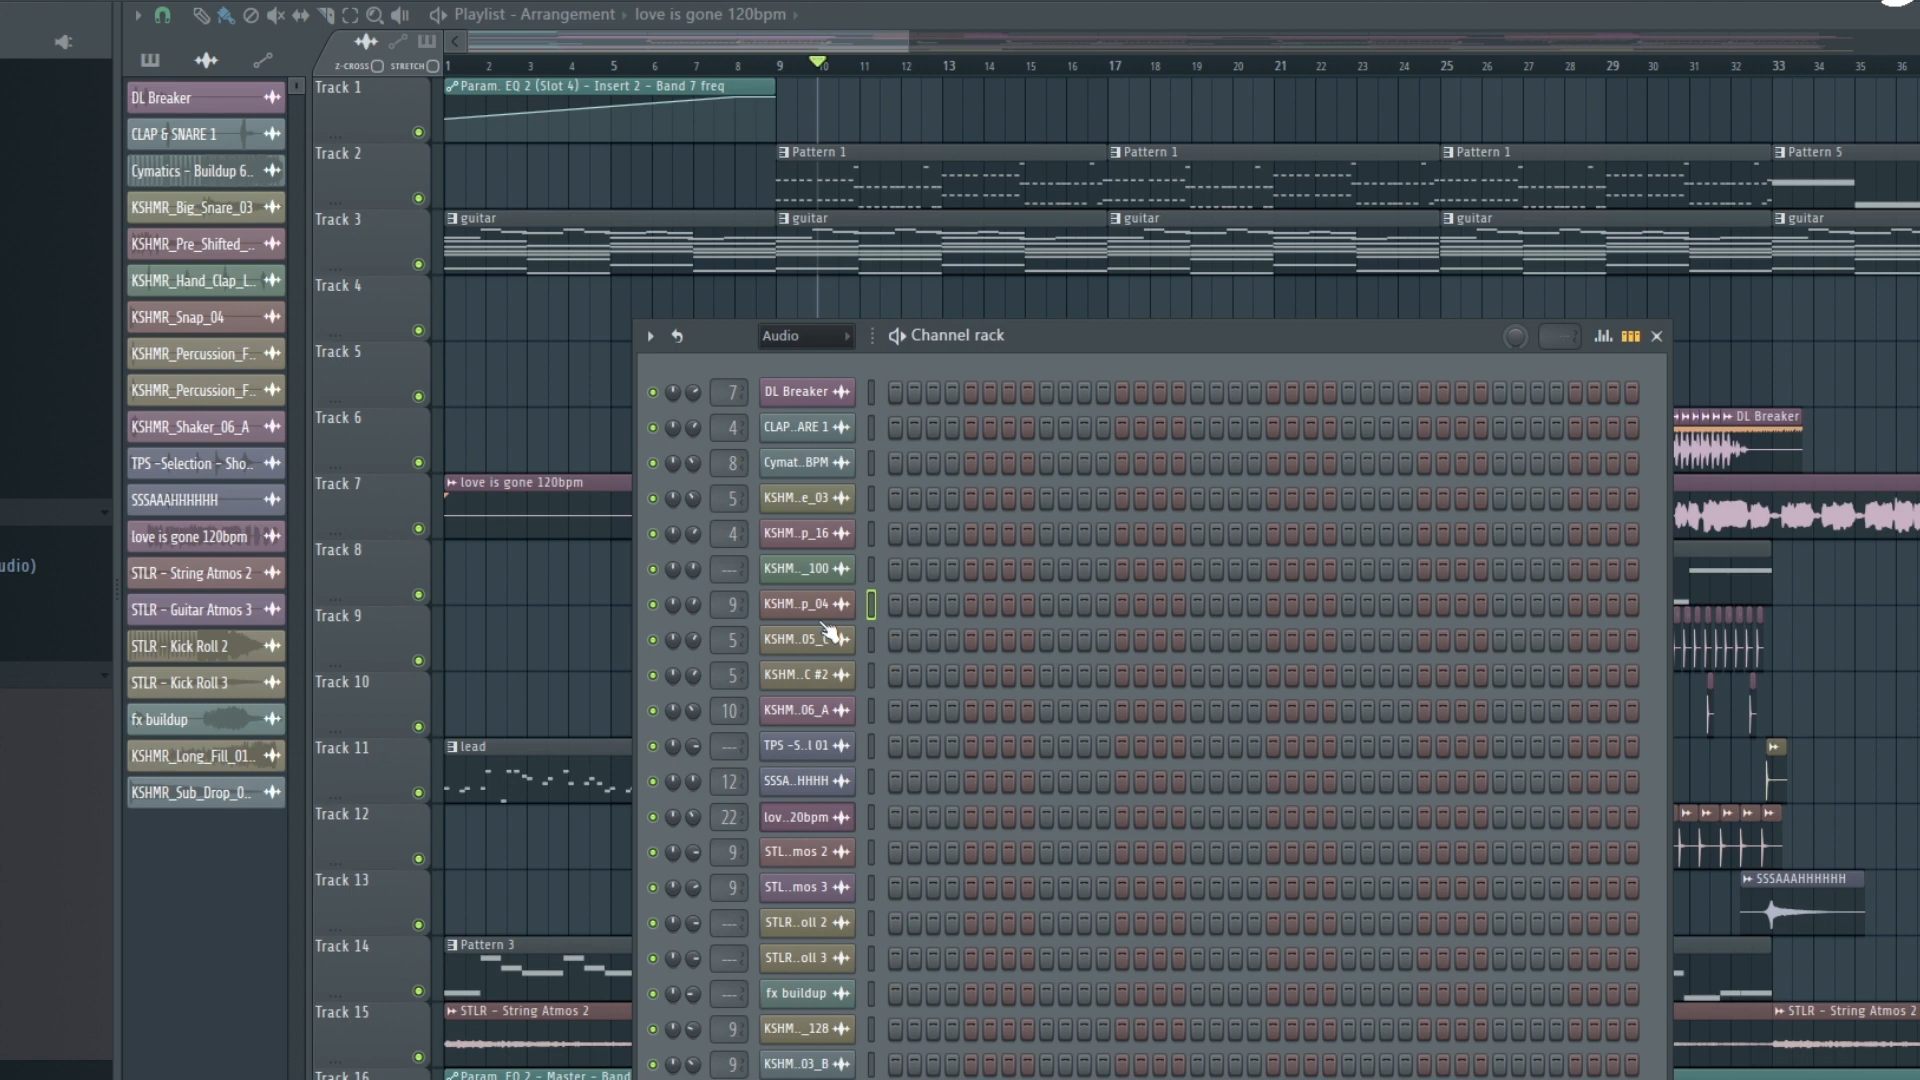 Playlist - Arrangement › love is gone 120bpm ›
Z-CROSS STRETCH
1 2 3 4 5 6 7 8 9 10 11 12 13 14 15 16 17 18 19 20 21 22 23 24 25 26 27 28 29 30 31 32 33 34 35 36
DL Breaker
CLAP & SNARE 1
Cymatics - Buildup 6..
KSHMR_Big_Snare_03
KSHMR_Pre_Shifted_..
KSHMR_Hand_Clap_L..
KSHMR_Snap_04
KSHMR_Percussion_F..
KSHMR_Percussion_F..
KSHMR_Shaker_06_A
TPS -Selection - Sho..
SSSAAAHHHHHH
love is gone 120bpm
STLR - String Atmos 2
STLR - Guitar Atmos 3
STLR - Kick Roll 2
STLR - Kick Roll 3
fx buildup
KSHMR_Long_Fill_01..
KSHMR_Sub_Drop_0..
udio)
Track 1
Param. EQ 2 (Slot 4) - Insert 2 - Band 7 freq
Track 2
Pattern 1
Pattern 1
Pattern 1
Pattern 5
Track 3
guitar
guitar
guitar
guitar
guitar
Track 4
Track 5
Track 6
DL Breaker
Track 7
love is gone 120bpm
Track 8
Track 9
Track 10
Track 11
lead
Track 12
Track 13
SSSAAAHHHHHH
Track 14
Pattern 3
Track 15
STLR - String Atmos 2
STLR - String Atmos 2
Track 16
Param. EQ 2 - Master - Band
Audio
Channel rack
7 DL Breaker
4 CLAP..ARE 1
8 Cymat..BPM
5 KSHM..e_03
4 KSHM..p_16
--- KSHM.._100
9 KSHM..p_04
5 KSHM..05_
5 KSHM..C #2
10 KSHM..06_A
--- TPS -S..l 01
12 SSSA..HHHH
22 lov..20bpm
9 STL..mos 2
9 STL..mos 3
--- STLR..oll 2
--- STLR..oll 3
--- fx buildup
9 KSHM.._128
9 KSHM..03_B